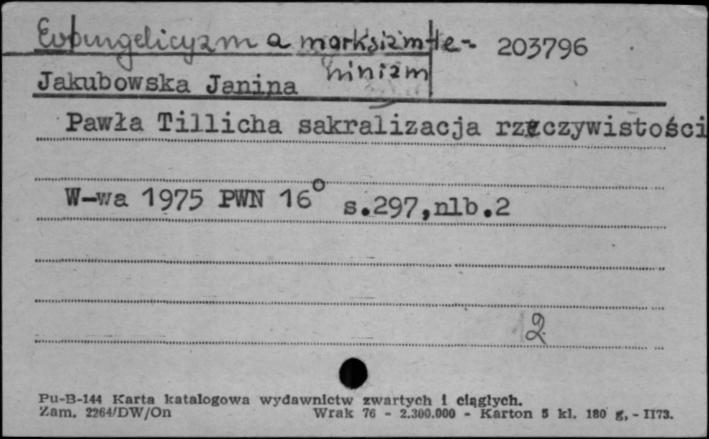 Ewangelicyzm a marksizm-le- 203796
ninizm
Jakubowska Janina
Pawła Tillicha sakralizacja rzeczywistości
W-wa 1975 PWN 16° s.297,nlb.2
2
Pu-B-144 Karta katalogowa wydawnictw zwartych i ciągłych.
Zam. 2264/DW/On Wrak 76 - 2.300.000 - Karton 5 kl. 180 g, - II73.